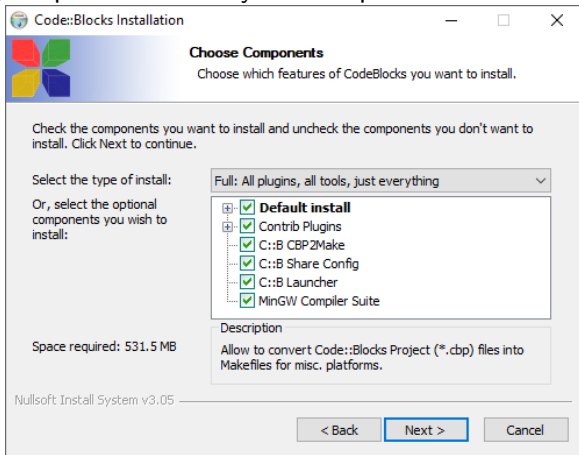 Code::Blocks Installation
Choose Components
Choose which features of CodeBlocks you want to install.
Check the components you want to install and uncheck the components you don't want to
install. Click Next to continue.
Select the type of install:
Full: All plugins, all tools, just everything
Or, select the optional
components you wish to
install:
Default install
Contrib Plugins
C::B CBP2Make
C::B Share Config
C::B Launcher
MinGW Compiler Suite
Space required: 531.5 MB
Description
Allow to convert Code::Blocks Project (*.cbp) files into
Makefiles for misc. platforms.
Nullsoft Install System v3.05
< Back
Next >
Cancel